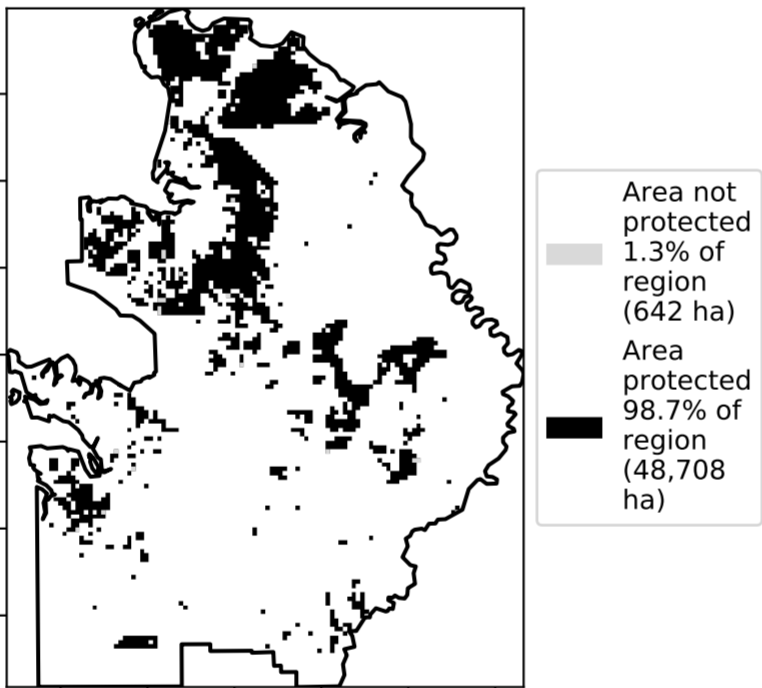 Area not
protected
1.3% of
region
(642 ha)
Area
protected
98.7% of
region
(48,708
ha)